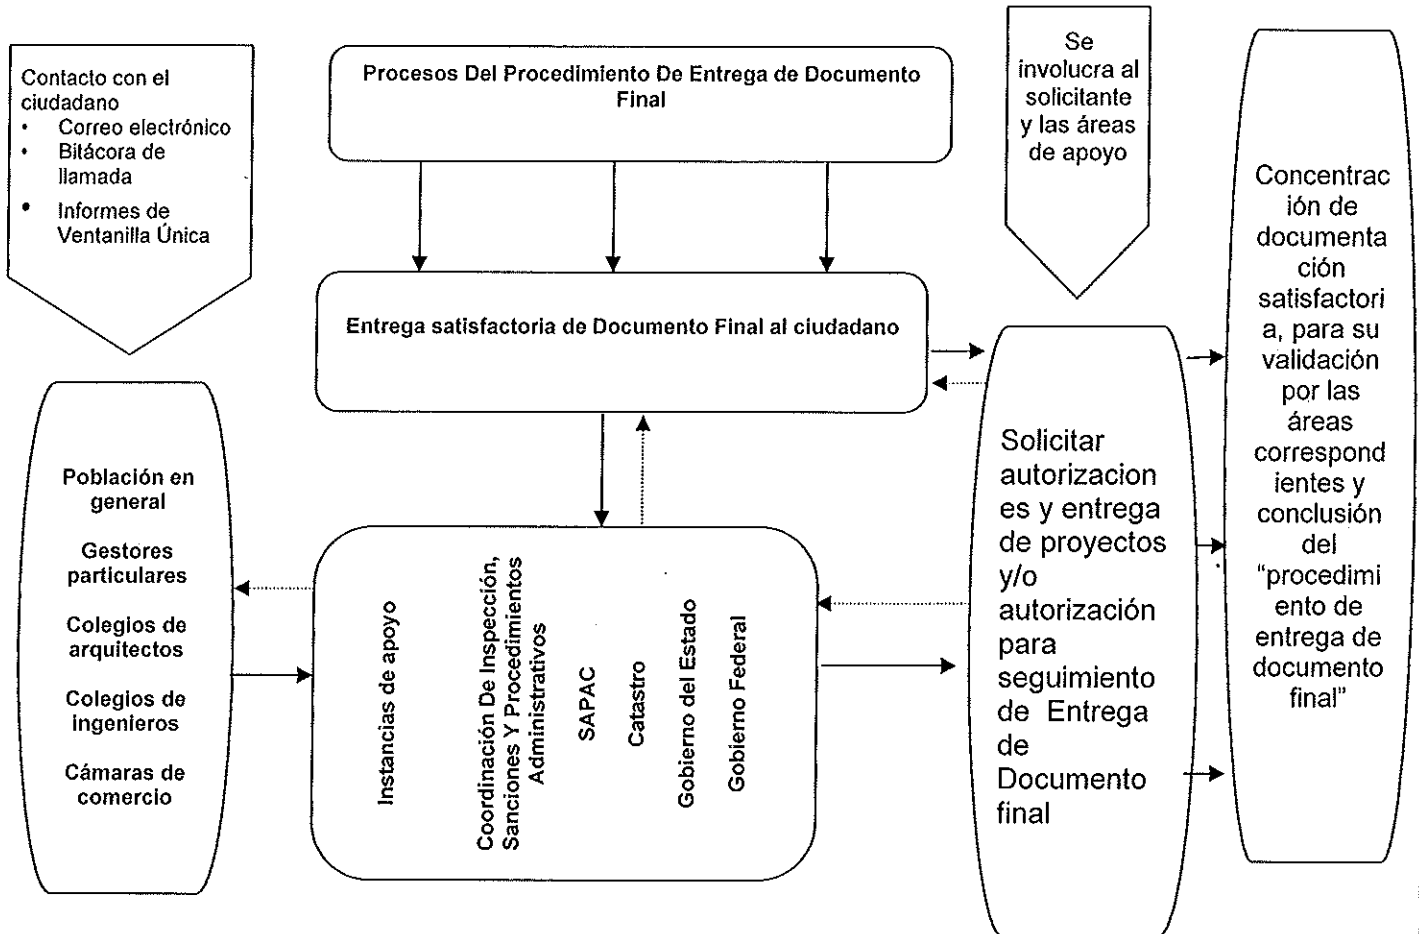 Contacto con el
ciudadano
• Correo electrónico
• Bitácora de
llamada
• Informes de
Ventanilla Única
Procesos Del Procedimiento De Entrega de Documento
Final
Se
involucra al
solicitante
y las áreas
de apoyo
Entrega satisfactoria de Documento Final al ciudadano
Población en
general
Gestores
particulares
Colegios de
arquitectos
Colegios de
ingenieros
Cámaras de
comercio
Instancias de apoyo
Coordinación De Inspección,
Sanciones Y Procedimientos
Administrativos
SAPAC
Catastro
Gobierno del Estado
Gobierno Federal
Solicitar
autorizacion
es y entrega
de proyectos
y/o
autorización
para
seguimiento
de Entrega
de
Documento
final
Concentrac
ión de
documenta
ción
satisfactori
a, para su
validación
por las
áreas
correspond
ientes y
conclusión
del
“procedimi
ento de
entrega de
documento
final”